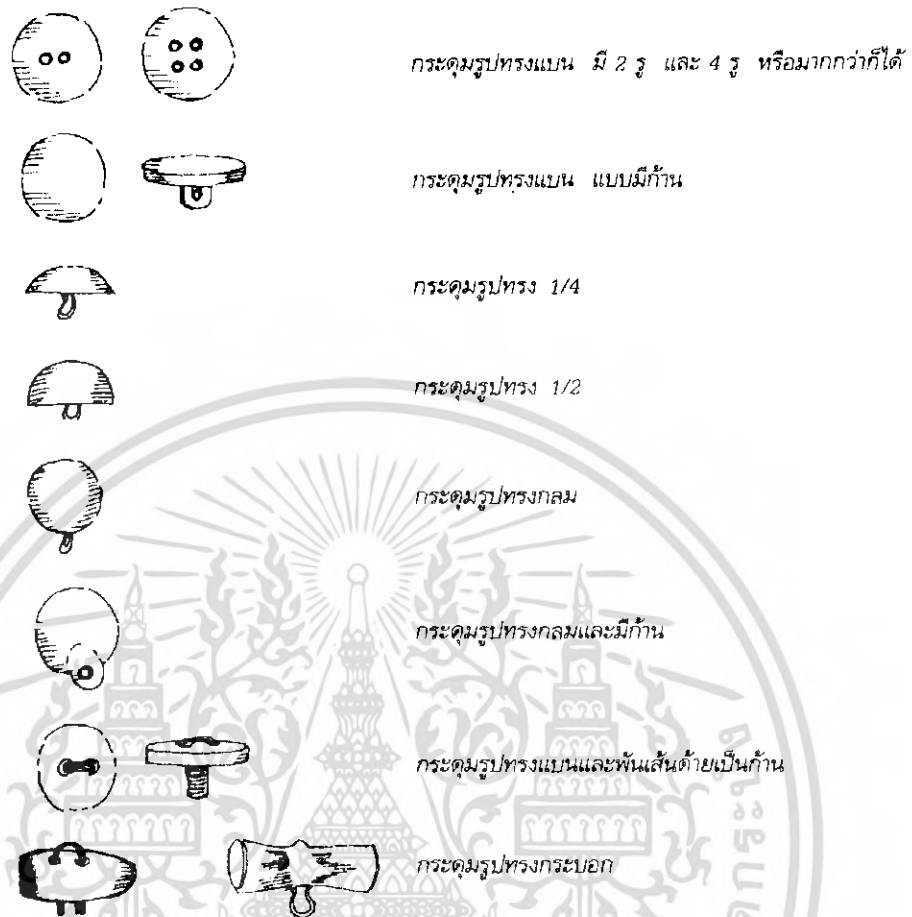 กระดุมรูปทรงแบน มี 2 รู และ 4 รู หรือมากกว่าก็ได้
กระดุมรูปทรงแบน แบบมีก้าน
กระดุมรูปทรง 1/4
กระดุมรูปทรง 1/2
กระดุมรูปทรงกลม
กระดุมรูปทรงกลมและมีก้าน
กระดุมรูปทรงแบนและพันเส้นด้ายเป็นก้าน
กระดุมรูปทรงกระบอก